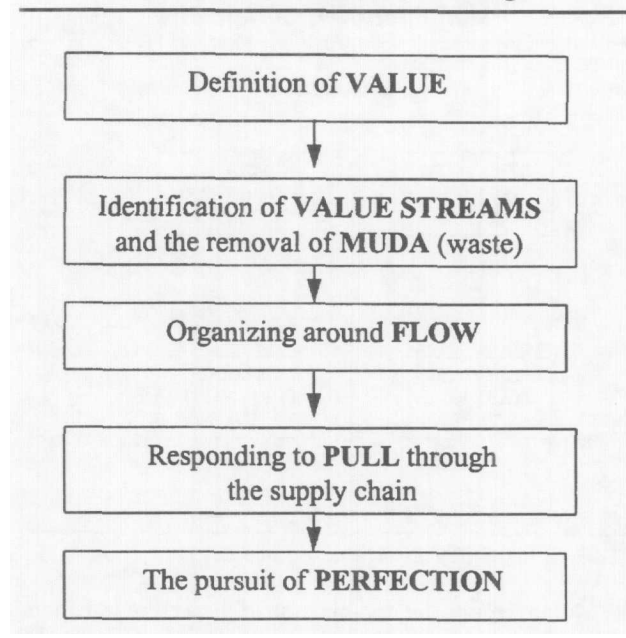 Definition of VALUE
Identification of VALUE STREAMS
and the removal of MUDA (waste)
Organizing around FLOW
Responding to PULL through
the supply chain
The pursuit of PERFECTION